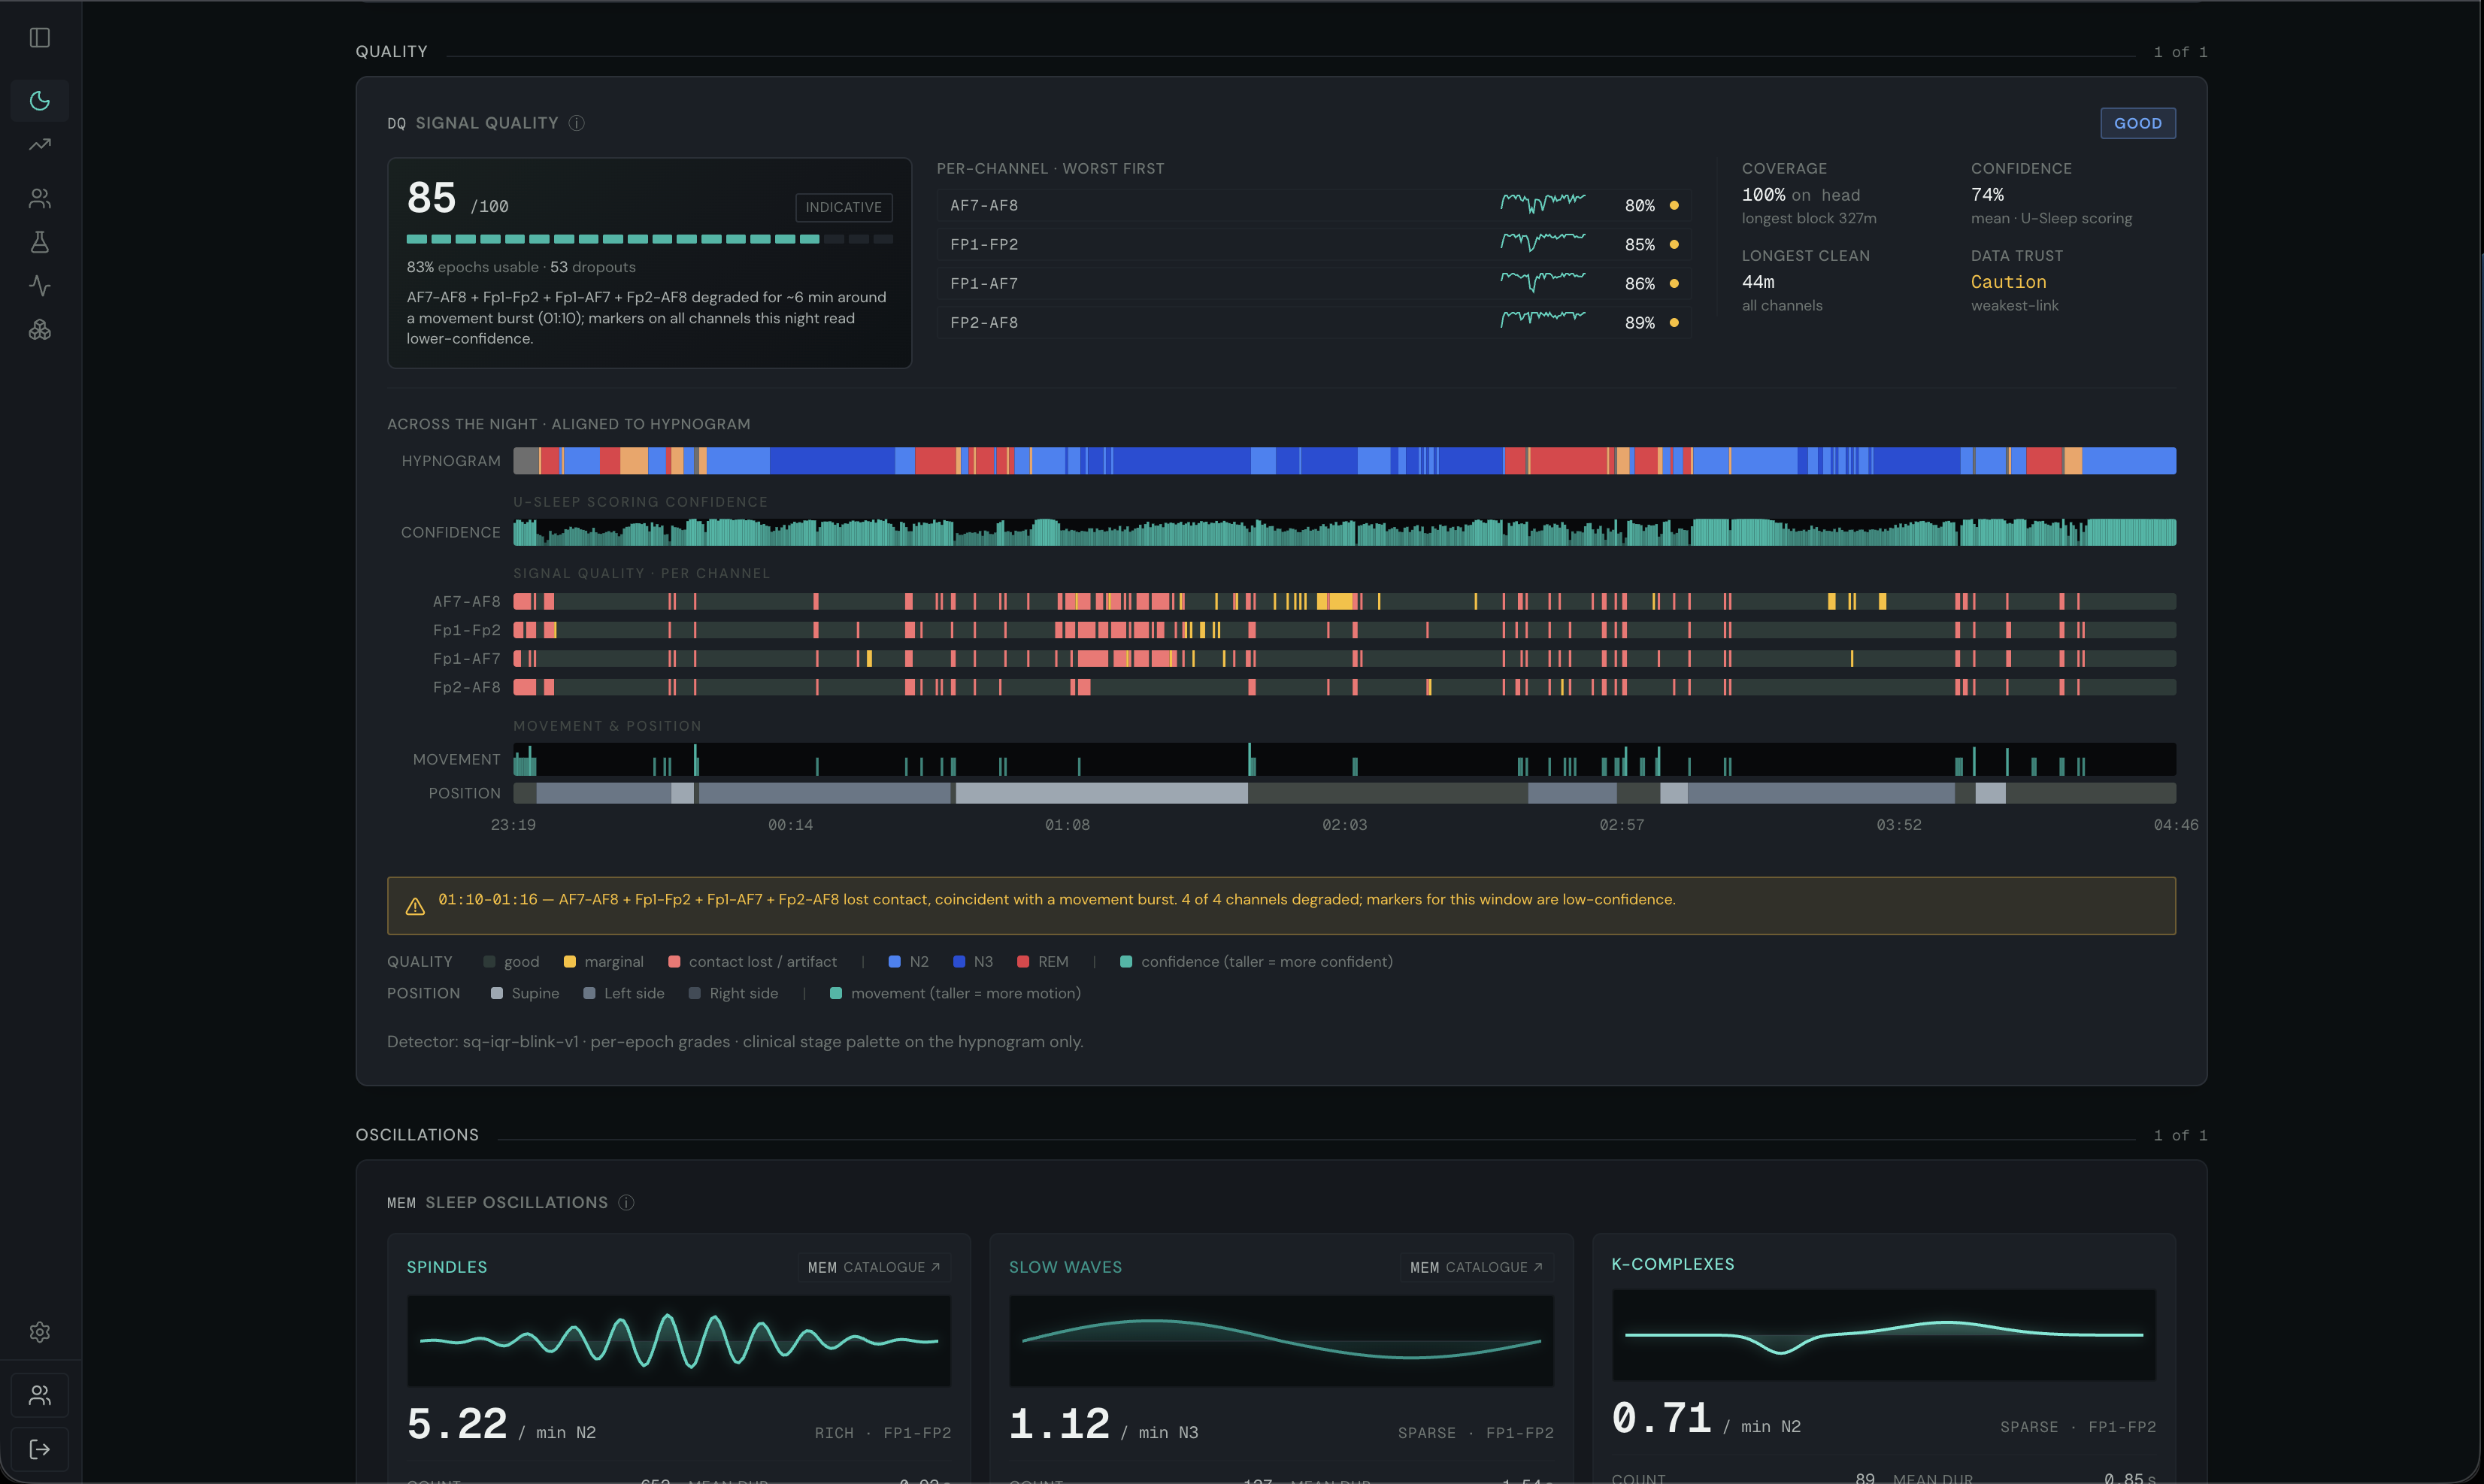 QUALITY
1 of 1
DQ SIGNAL QUALITY ⓘ
GOOD
85 /100
INDICATIVE
83% epochs usable · 53 dropouts
AF7-AF8 + Fp1-Fp2 + Fp1-AF7 + Fp2-AF8 degraded for ~6 min around
a movement burst (01:10); markers on all channels this night read
lower-confidence.
PER-CHANNEL · WORST FIRST
AF7-AF8 80%
FP1-FP2 85%
FP1-AF7 86%
FP2-AF8 89%
COVERAGE
100% on head
longest block 327m
CONFIDENCE
74%
mean · U-Sleep scoring
LONGEST CLEAN
44m
all channels
DATA TRUST
Caution
weakest-link
ACROSS THE NIGHT · ALIGNED TO HYPNOGRAM
HYPNOGRAM
U-SLEEP SCORING CONFIDENCE
CONFIDENCE
SIGNAL QUALITY · PER CHANNEL
AF7-AF8
Fp1-Fp2
Fp1-AF7
Fp2-AF8
MOVEMENT & POSITION
MOVEMENT
POSITION
23:19 00:14 01:08 02:03 02:57 03:52 04:46
01:10-01:16 — AF7-AF8 + Fp1-Fp2 + Fp1-AF7 + Fp2-AF8 lost contact, coincident with a movement burst. 4 of 4 channels degraded; markers for this window are low-confidence.
QUALITY good marginal contact lost / artifact | N2 N3 REM | confidence (taller = more confident)
POSITION Supine Left side Right side | movement (taller = more motion)
Detector: sq-iqr-blink-v1 · per-epoch grades · clinical stage palette on the hypnogram only.
OSCILLATIONS
1 of 1
MEM SLEEP OSCILLATIONS ⓘ
SPINDLES
MEM CATALOGUE ↗
5.22 / min N2
RICH · FP1-FP2
SLOW WAVES
MEM CATALOGUE ↗
1.12 / min N3
SPARSE · FP1-FP2
K-COMPLEXES
0.71 / min N2
SPARSE · FP1-FP2
COUNT 89 MEAN DUR 0.85 s